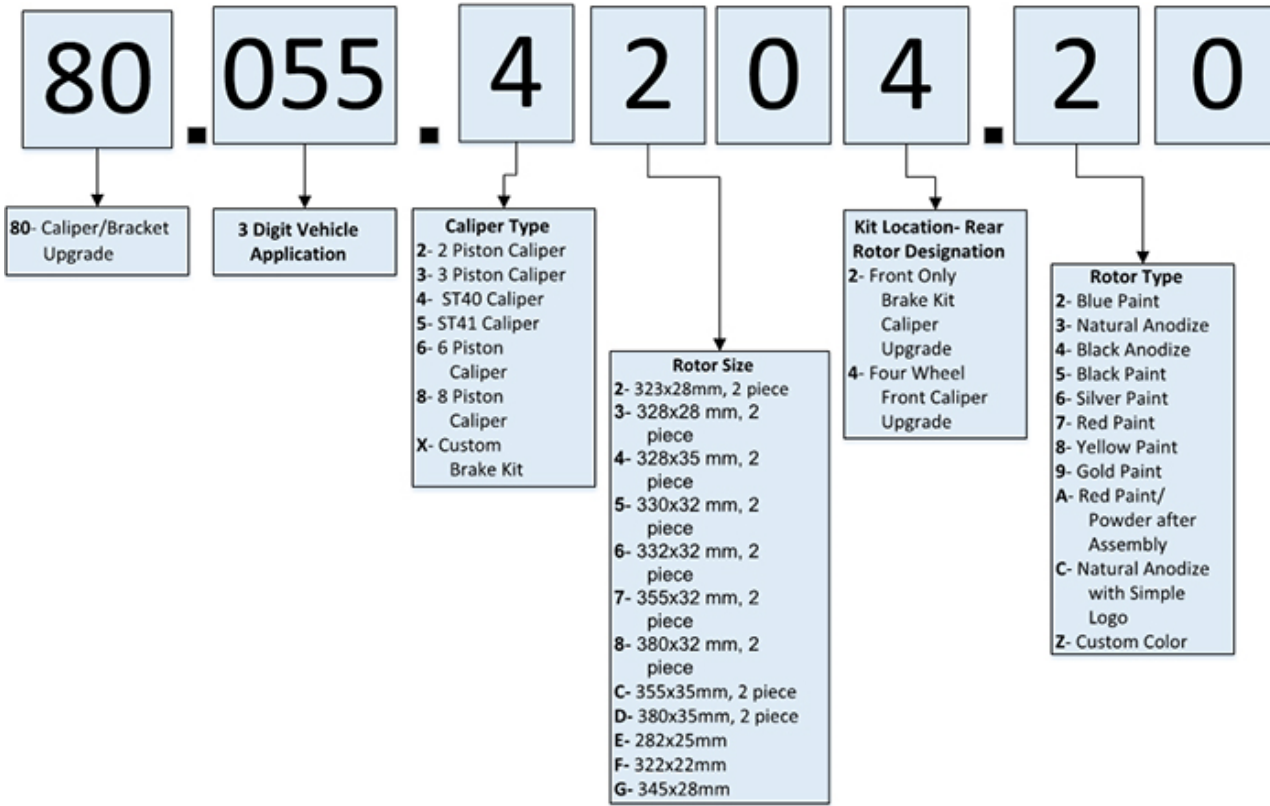 80.055.4204.20
80- Caliper/Bracket
Upgrade
3 Digit Vehicle
Application
Caliper Type
2- 2 Piston Caliper
3- 3 Piston Caliper
4- ST40 Caliper
5- ST41 Caliper
6- 6 Piston
Caliper
8- 8 Piston
Caliper
X- Custom
Brake Kit
Rotor Size
2- 323x28mm, 2 piece
3- 328x28 mm, 2
piece
4- 328x35 mm, 2
piece
5- 330x32 mm, 2
piece
6- 332x32 mm, 2
piece
7- 355x32 mm, 2
piece
8- 380x32 mm, 2
piece
C- 355x35mm, 2 piece
D- 380x35mm, 2 piece
E- 282x25mm
F- 322x22mm
G- 345x28mm
Kit Location- Rear
Rotor Designation
2- Front Only
Brake Kit
Caliper
Upgrade
4- Four Wheel
Front Caliper
Upgrade
Rotor Type
2- Blue Paint
3- Natural Anodize
4- Black Anodize
5- Black Paint
6- Silver Paint
7- Red Paint
8- Yellow Paint
9- Gold Paint
A- Red Paint/
Powder after
Assembly
C- Natural Anodize
with Simple
Logo
Z- Custom Color